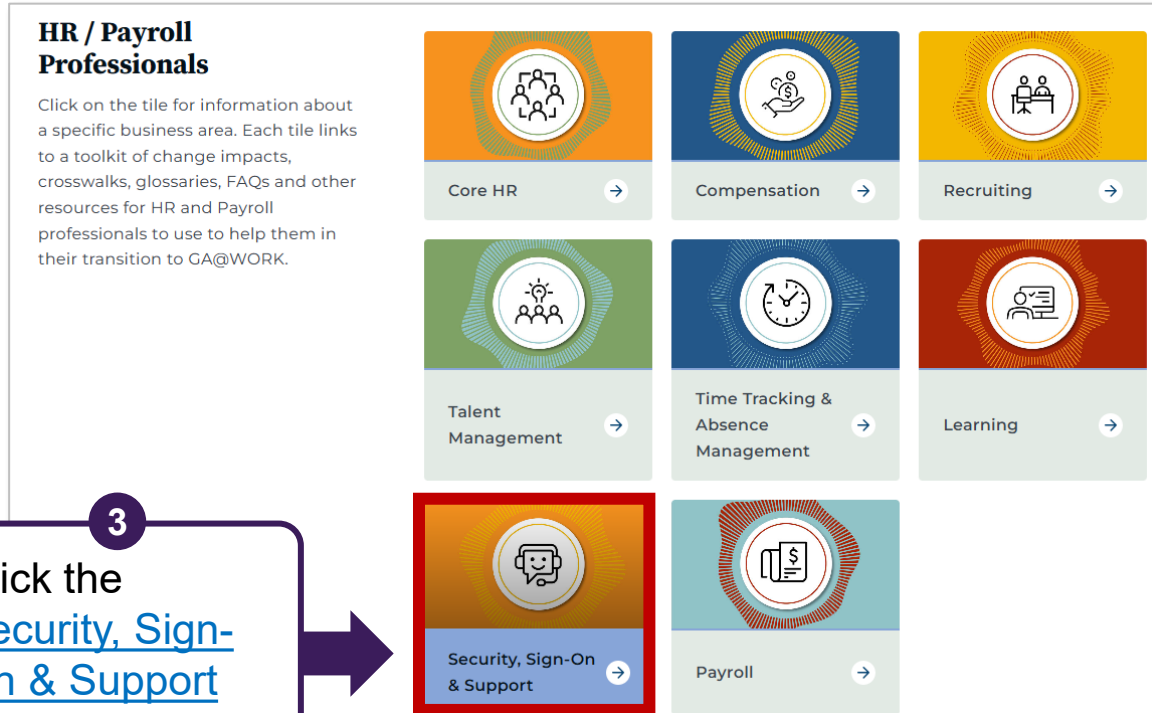 HR / Payroll
Professionals
Click on the tile for information about
a specific business area. Each tile links
to a toolkit of change impacts,
crosswalks, glossaries, FAQs and other
resources for HR and Payroll
professionals to use to help them in
their transition to GA@WORK.
Core HR
Compensation
Recruiting
Talent
Management
Time Tracking &
Absence
Management
Learning
3
ick the
ecurity, Sign-
n & Support
Security, Sign-On
& Support
Payroll